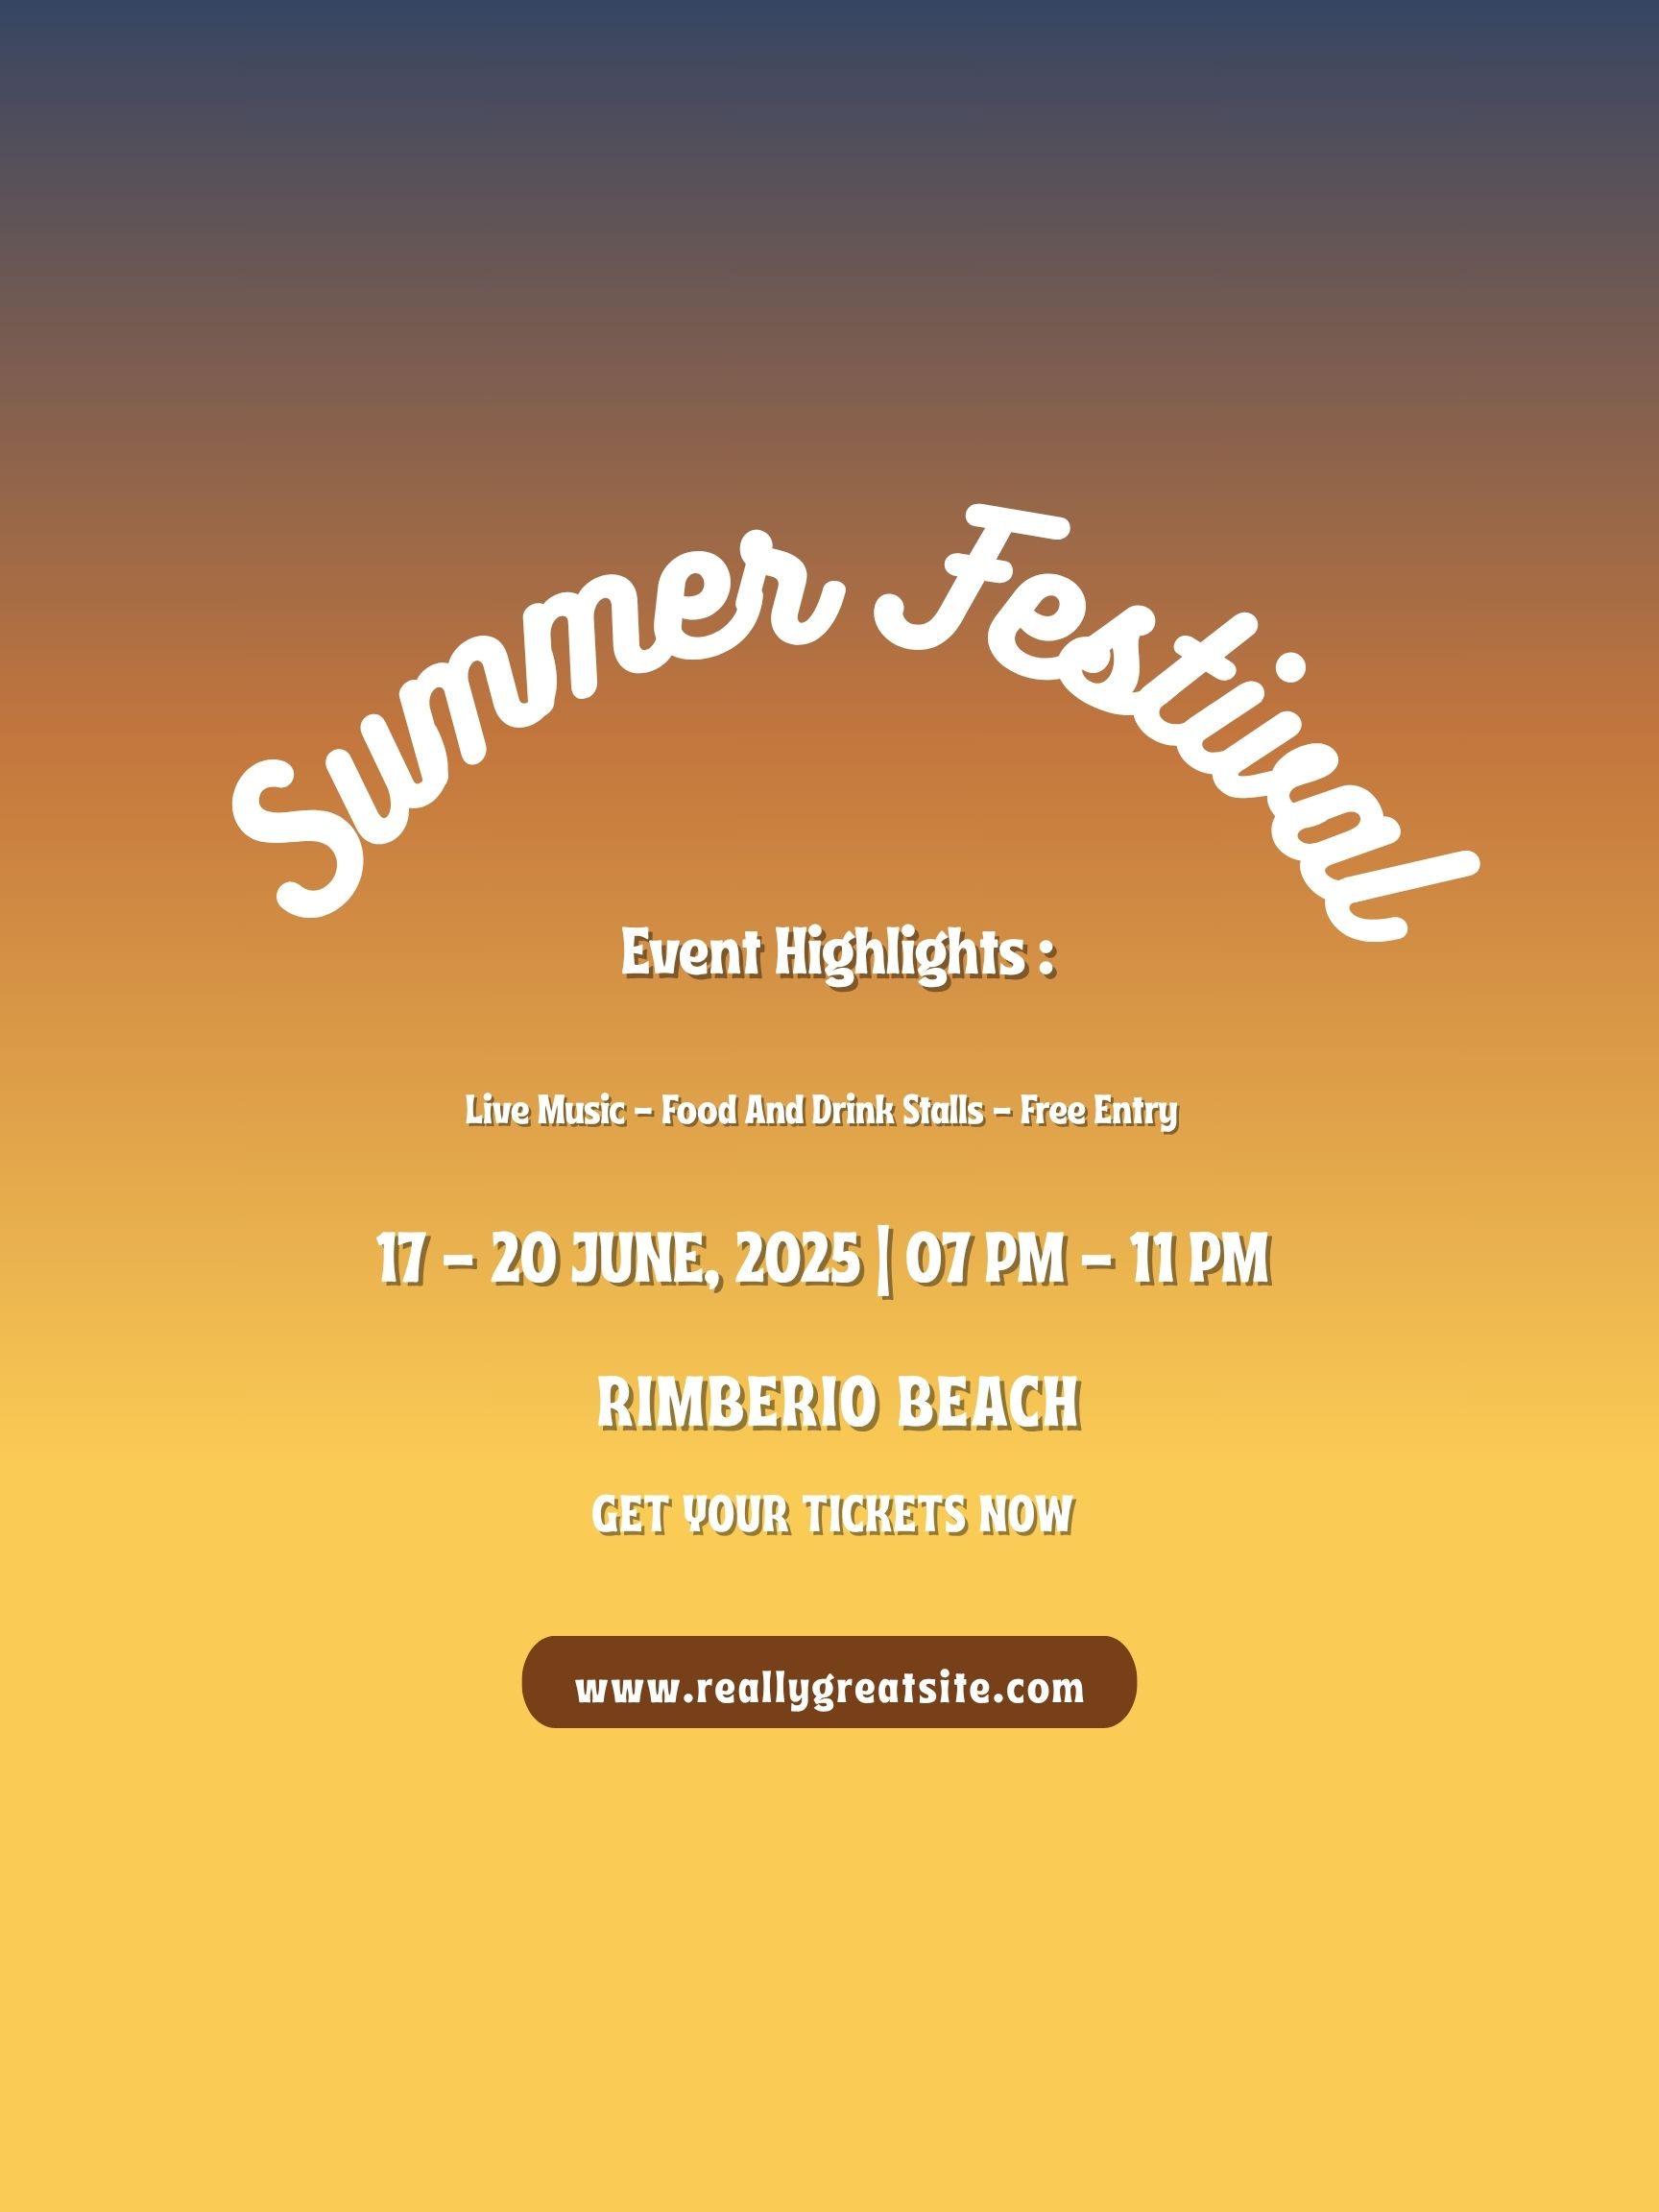 Summer Festival
Event Highlights :
Live Music – Food And Drink Stalls – Free Entry
17 – 20 JUNE, 2025 | 07 PM – 11 PM
RIMBERIO BEACH
GET YOUR TICKETS NOW
www.reallygreatsite.com